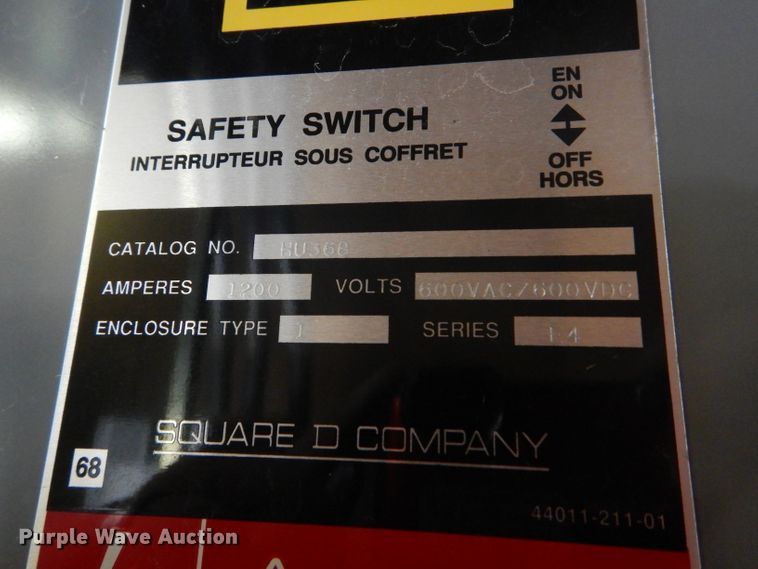 EN
ON
SAFETY SWITCH
INTERRUPTEUR SOUS COFFRET
OFF
HORS
CATALOG NO. HU368
AMPERES 1200 VOLTS 600VAC/600VDC
ENCLOSURE TYPE 1 SERIES E4
SQUARE D COMPANY
68
44011-211-01
Purple Wave Auction